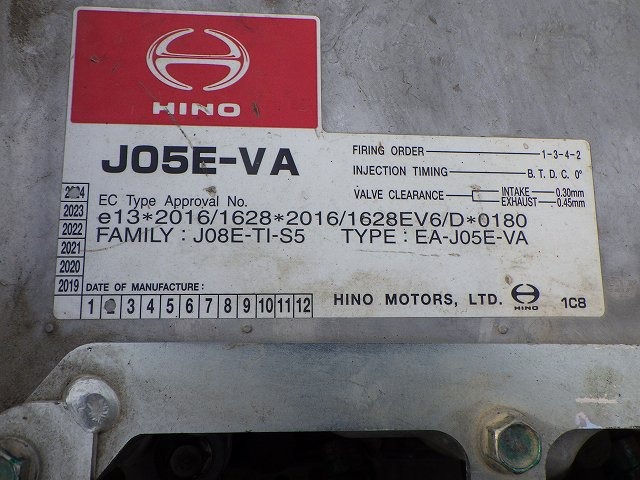 HINO
J05E-VA
FIRING ORDER 1-3-4-2
INJECTION TIMING B.T.D.C. 0°
VALVE CLEARANCE INTAKE 0.30mm
EXHAUST 0.45mm
EC Type Approval No.
e13*2016/1628*2016/1628EV6/D*0180
FAMILY : J08E-TI-S5 TYPE : EA-J05E-VA
2023
2022
2021
2020
2019
DATE OF MANUFACTURE:
1 3 4 5 6 7 8 9 10 11 12
HINO MOTORS, LTD. HINO 1C8